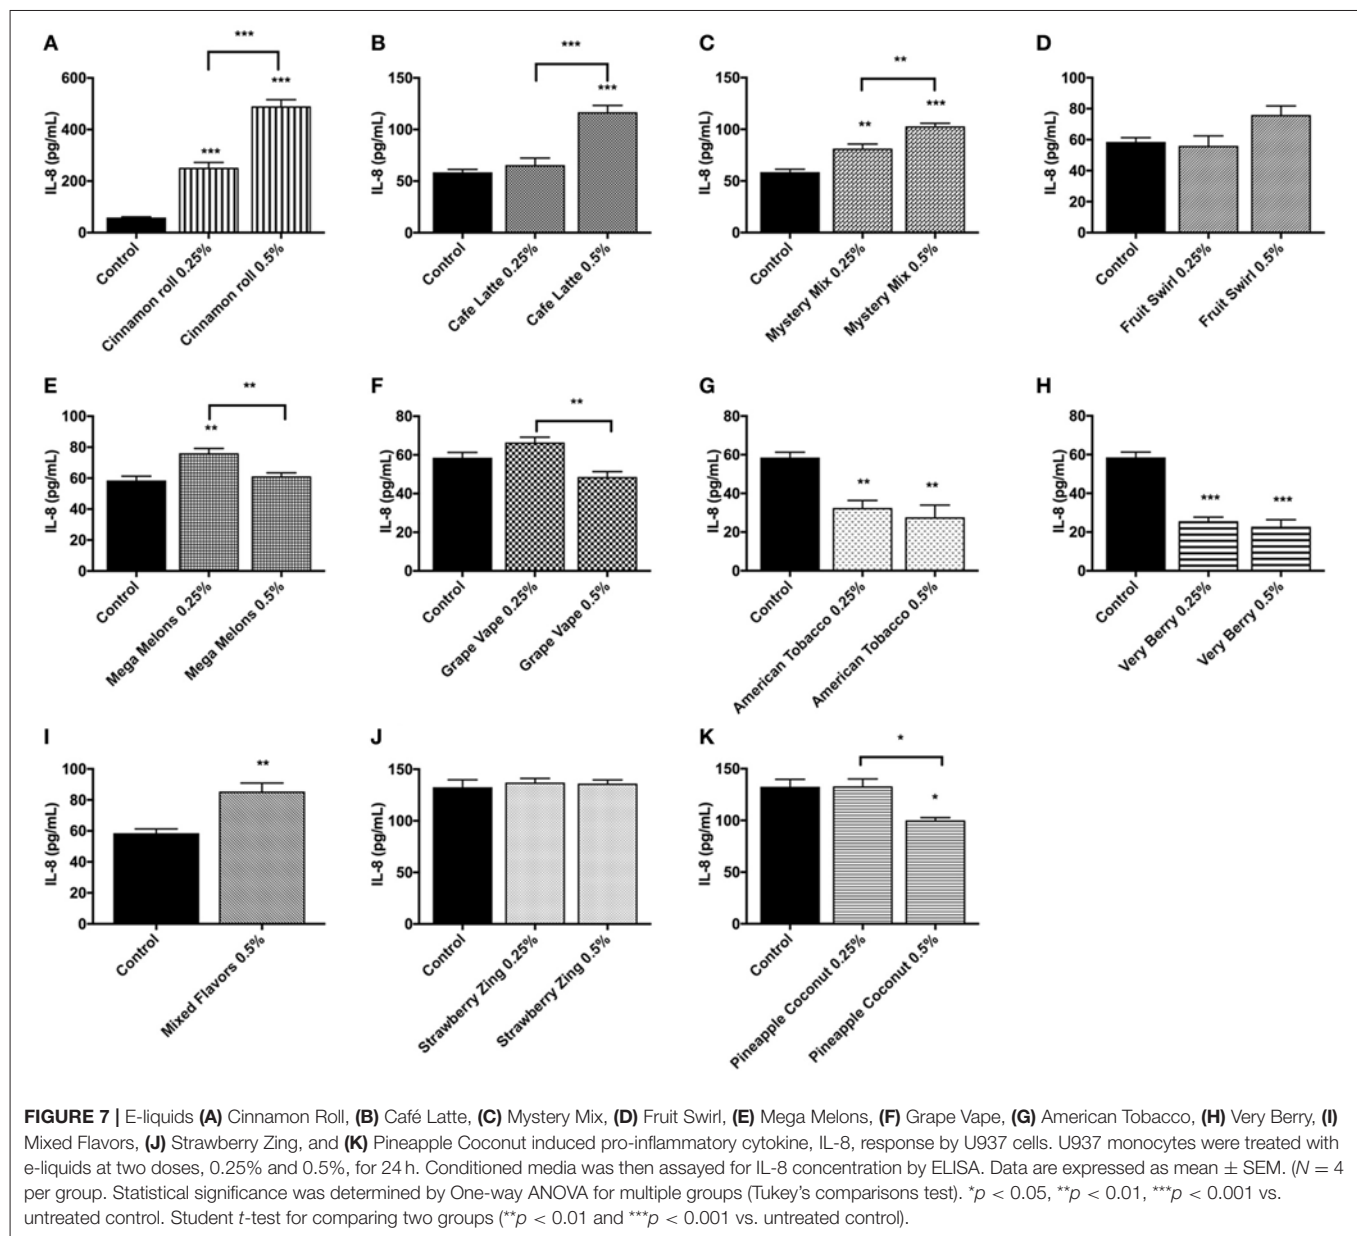 A
***
IL-8 (pg/mL)
600
400
200
0
***
***
Control
Cinnamon roll 0.25%
Cinnamon roll 0.5%
B
***
IL-8 (pg/mL)
150
100
50
0
***
Control
Cafe Latte 0.25%
Cafe Latte 0.5%
C
**
IL-8 (pg/mL)
150
100
50
0
**
***
Control
Mystery Mix 0.25%
Mystery Mix 0.5%
D
IL-8 (pg/mL)
100
80
60
40
20
0
Control
Fruit Swirl 0.25%
Fruit Swirl 0.5%
E
**
IL-8 (pg/mL)
100
80
60
40
20
0
**
Control
Mega Melons 0.25%
Mega Melons 0.5%
F
**
IL-8 (pg/mL)
80
60
40
20
0
Control
Grape Vape 0.25%
Grape Vape 0.5%
G
IL-8 (pg/mL)
80
60
40
20
0
**
**
Control
American Tobacco 0.25%
American Tobacco 0.5%
H
IL-8 (pg/mL)
80
60
40
20
0
***
***
Control
Very Berry 0.25%
Very Berry 0.5%
I
IL-8 (pg/mL)
100
80
60
40
20
0
**
Control
Mixed Flavors 0.5%
J
IL-8 (pg/mL)
150
100
50
0
Control
Strawberry Zing 0.25%
Strawberry Zing 0.5%
K
*
IL-8 (pg/mL)
150
100
50
0
*
Control
Pineapple Coconut 0.25%
Pineapple Coconut 0.5%
FIGURE 7 | E-liquids (A) Cinnamon Roll, (B) Café Latte, (C) Mystery Mix, (D) Fruit Swirl, (E) Mega Melons, (F) Grape Vape, (G) American Tobacco, (H) Very Berry, (I)
Mixed Flavors, (J) Strawberry Zing, and (K) Pineapple Coconut induced pro-inflammatory cytokine, IL-8, response by U937 cells. U937 monocytes were treated with
e-liquids at two doses, 0.25% and 0.5%, for 24 h. Conditioned media was then assayed for IL-8 concentration by ELISA. Data are expressed as mean ± SEM. (N = 4
per group. Statistical significance was determined by One-way ANOVA for multiple groups (Tukey's comparisons test). *p < 0.05, **p < 0.01, ***p < 0.001 vs.
untreated control. Student t-test for comparing two groups (**p < 0.01 and ***p < 0.001 vs. untreated control).